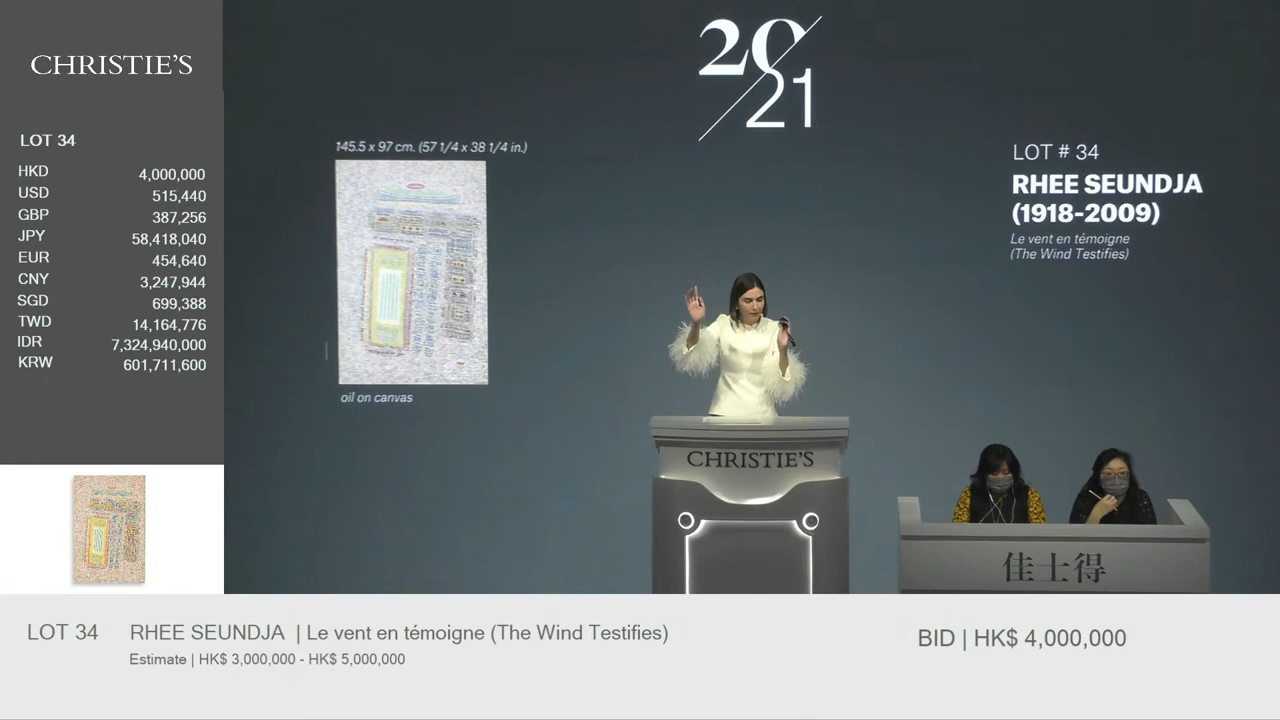 CHRISTIE'S
LOT 34
HKD 4,000,000
USD 515,440
GBP 387,256
JPY 58,418,040
EUR 454,640
CNY 3,247,944
SGD 699,388
TWD 14,164,776
IDR 7,324,940,000
KRW 601,711,600
20/21
145.5 x 97 cm. (57 1/4 x 38 1/4 in.)
oil on canvas
LOT # 34
RHEE SEUNDJA
(1918-2009)
Le vent en témoigne
(The Wind Testifies)
CHRISTIE'S
佳士得
LOT 34 RHEE SEUNDJA | Le vent en témoigne (The Wind Testifies)
Estimate | HK$ 3,000,000 - HK$ 5,000,000
BID | HK$ 4,000,000